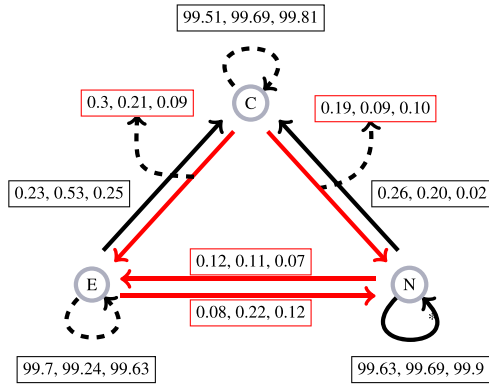 99.51, 99.69, 99.81
C
0.3, 0.21, 0.09
0.19, 0.09, 0.10
0.23, 0.53, 0.25
0.26, 0.20, 0.02
0.12, 0.11, 0.07
E
N
0.08, 0.22, 0.12
*
99.7, 99.24, 99.63
99.63, 99.69, 99.9